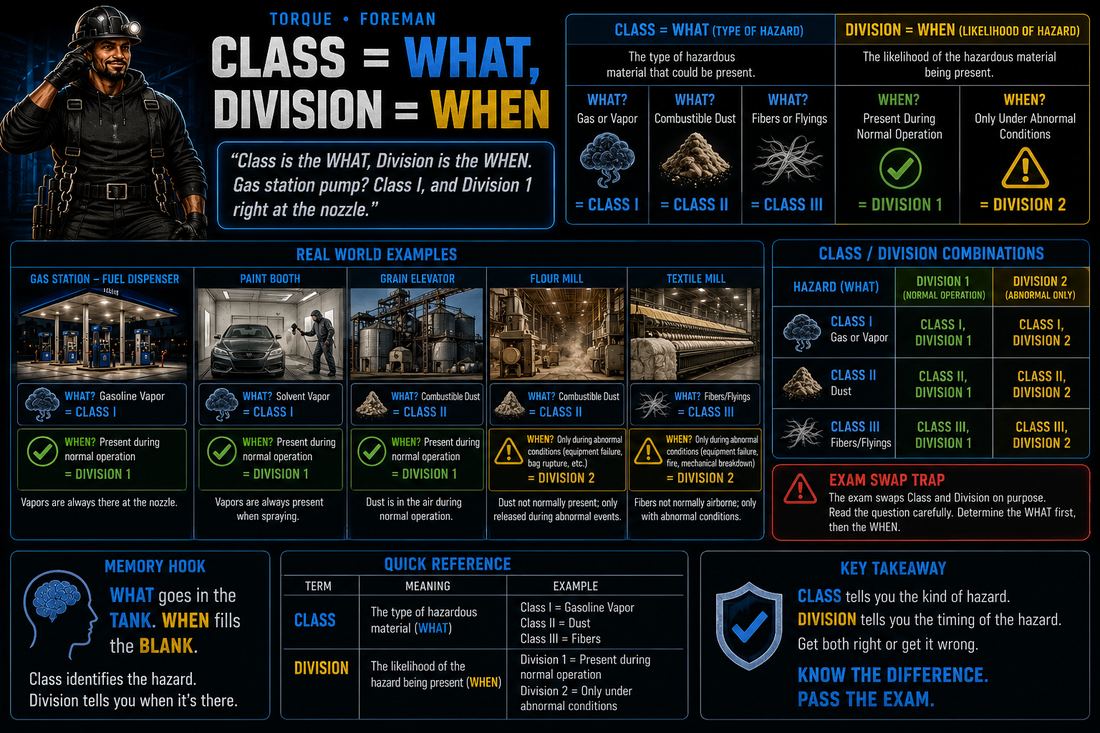 TORQUE • FOREMAN
CLASS = WHAT,
DIVISION = WHEN
“Class is the WHAT, Division is the WHEN.
Gas station pump? Class I, and Division 1
right at the nozzle.”
CLASS = WHAT (TYPE OF HAZARD)
The type of hazardous
material that could be present.
WHAT?
Gas or Vapor
= CLASS I
WHAT?
Combustible Dust
= CLASS II
WHAT?
Fibers or Flyings
= CLASS III
DIVISION = WHEN (LIKELIHOOD OF HAZARD)
The likelihood of the hazardous material
being present.
WHEN?
Present During
Normal Operation
= DIVISION 1
WHEN?
Only Under Abnormal
Conditions
= DIVISION 2
REAL WORLD EXAMPLES
GAS STATION – FUEL DISPENSER
WHAT? Gasoline Vapor
= CLASS I
WHEN? Present during
normal operation
= DIVISION 1
Vapors are always there at the nozzle.
PAINT BOOTH
WHAT? Solvent Vapor
= CLASS I
WHEN? Present during
normal operation
= DIVISION 1
Vapors are always present
when spraying.
GRAIN ELEVATOR
WHAT? Combustible Dust
= CLASS II
WHEN? Present during
normal operation
= DIVISION 1
Dust is in the air during
normal operation.
FLOUR MILL
WHAT? Combustible Dust
= CLASS II
WHEN? Only during abnormal
conditions (equipment failure,
bag rupture, etc.)
= DIVISION 2
Dust not normally present; only
released during abnormal events.
TEXTILE MILL
WHAT? Fibers/Flyings
= CLASS III
WHEN? Only during abnormal
conditions (equipment failure,
fire, mechanical breakdown)
= DIVISION 2
Fibers not normally airborne; only
with abnormal conditions.
CLASS / DIVISION COMBINATIONS
HAZARD (WHAT)
DIVISION 1
(NORMAL OPERATION)
DIVISION 2
(ABNORMAL ONLY)
CLASS I
Gas or Vapor
CLASS I,
DIVISION 1
CLASS I,
DIVISION 2
CLASS II
Dust
CLASS II,
DIVISION 1
CLASS II,
DIVISION 2
CLASS III
Fibers/Flyings
CLASS III,
DIVISION 1
CLASS III,
DIVISION 2
EXAM SWAP TRAP
The exam swaps Class and Division on purpose.
Read the question carefully. Determine the WHAT first,
then the WHEN.
MEMORY HOOK
WHAT goes in the
TANK. WHEN fills
the BLANK.
Class identifies the hazard.
Division tells you when it’s there.
QUICK REFERENCE
TERM
MEANING
EXAMPLE
CLASS
The type of hazardous
material (WHAT)
Class I = Gasoline Vapor
Class II = Dust
Class III = Fibers
DIVISION
The likelihood of the
hazard being present (WHEN)
Division 1 = Present during
normal operation
Division 2 = Only under
abnormal conditions
KEY TAKEAWAY
CLASS tells you the kind of hazard.
DIVISION tells you the timing of the hazard.
Get both right or get it wrong.
KNOW THE DIFFERENCE.
PASS THE EXAM.